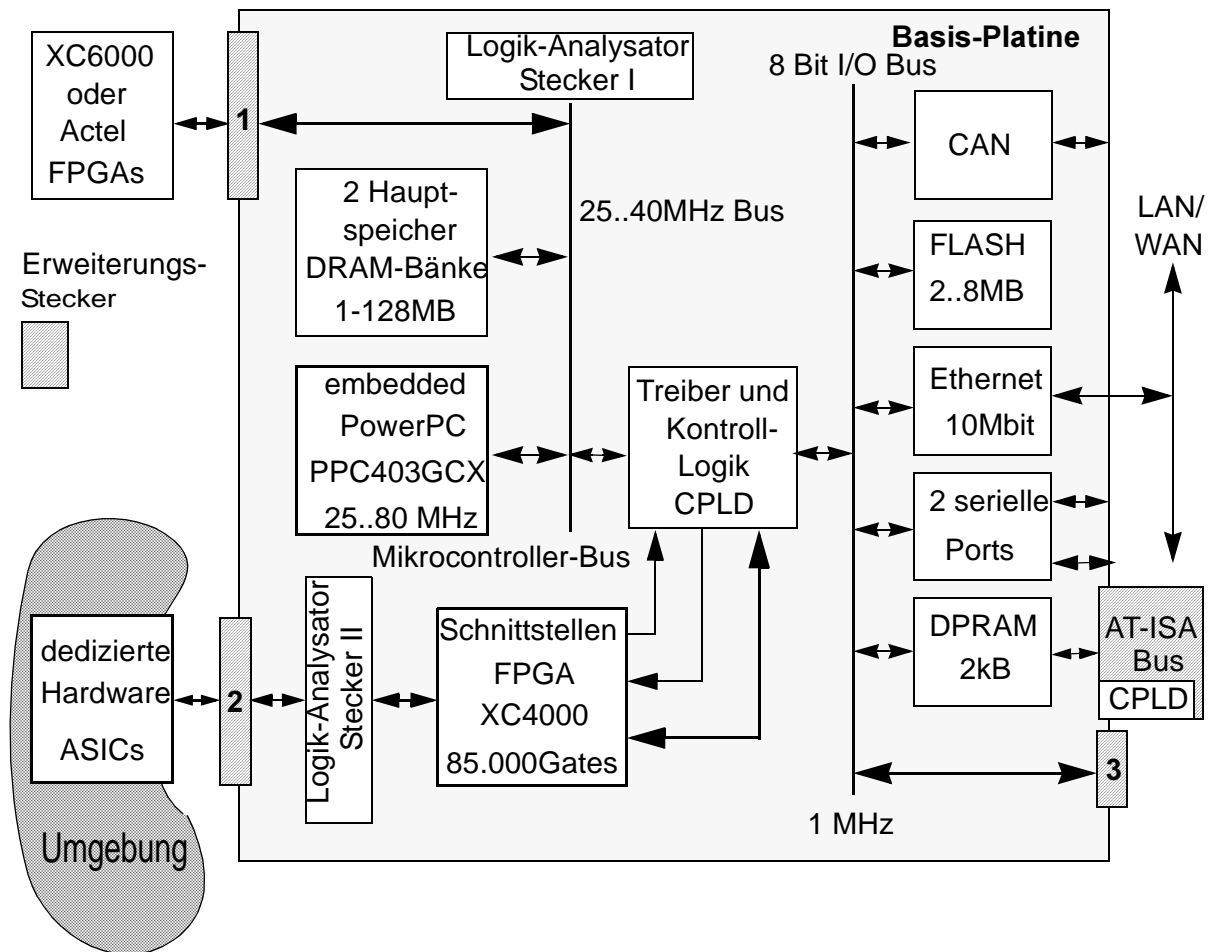 XC6000
oder
Actel
FPGAs
1
Logik-Analysator
Stecker I
Basis-Platine
8 Bit I/O Bus
CAN
2 Haupt-
speicher
DRAM-Bänke
1-128MB
25..40MHz Bus
LAN/
WAN
FLASH
2..8MB
Erweiterungs-
Stecker
embedded
PowerPC
PPC403GCX
25..80 MHz
Treiber und
Kontroll-
Logik
CPLD
Ethernet
10Mbit
2 serielle
Ports
Mikrocontroller-Bus
dedizierte
Hardware
ASICs
2
Logik-Analysator
Stecker II
Schnittstellen
FPGA
XC4000
85.000Gates
DPRAM
2kB
AT-ISA
Bus
CPLD
3
1 MHz
Umgebung